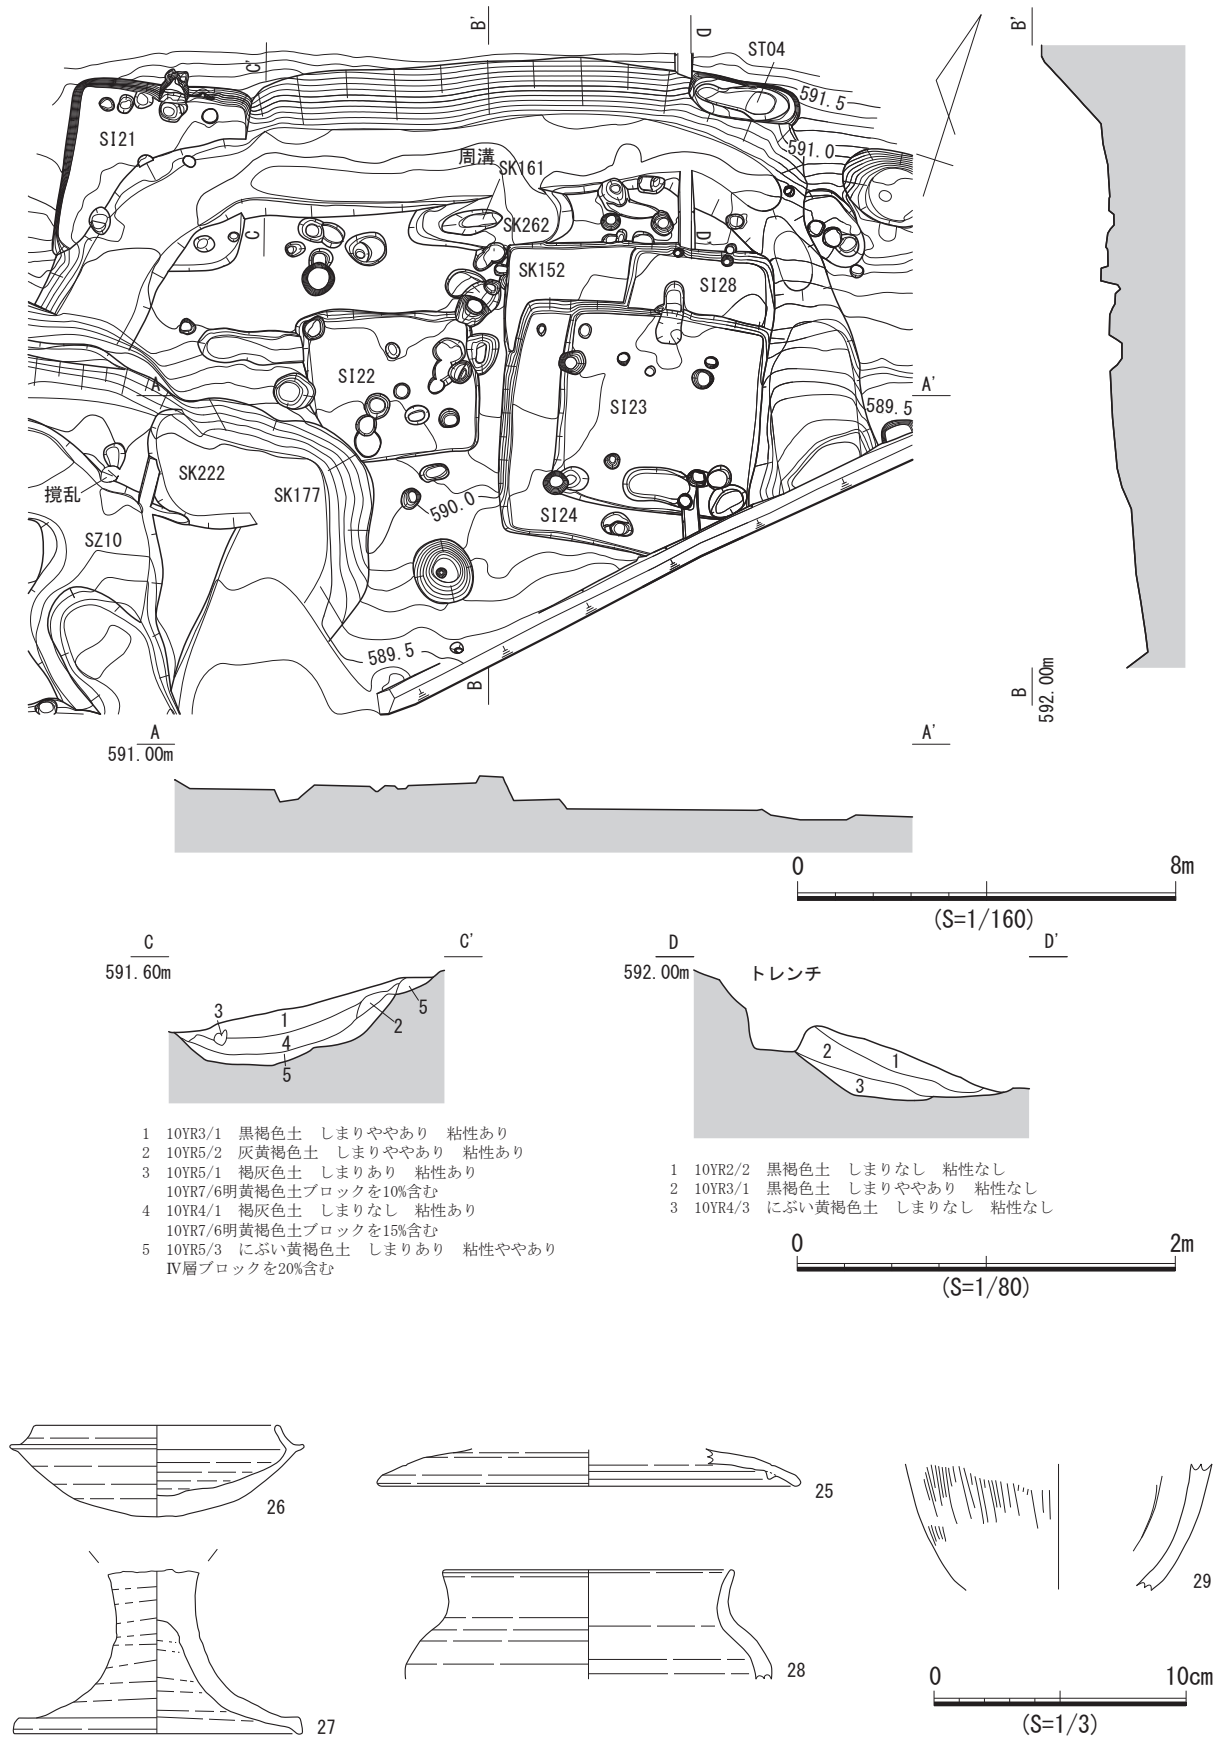 B'
D
ST04
B'
C'
591.5
SI21
591.0
周溝
SK161
SK262
C
D'
SK152
SI28
SI22
A
A'
SI23
589.5
SK222
SK177
撹乱
590.0
SI24
SZ10
589.5
B
B
592.00m
A
A'
591.00m
0 8m
(S=1/160)
C C'
591.60m
3
1
5
2
4
5
D D'
592.00m
トレンチ
2
1
3
1 10YR3/1 黒褐色土 しまりややあり 粘性あり
2 10YR5/2 灰黄褐色土 しまりややあり 粘性あり
3 10YR5/1 褐灰色土 しまりあり 粘性あり
10YR7/6明黄褐色土ブロックを10%含む
4 10YR4/1 褐灰色土 しまりなし 粘性あり
10YR7/6明黄褐色土ブロックを15%含む
5 10YR5/3 にぶい黄褐色土 しまりあり 粘性ややあり
Ⅳ層ブロックを20%含む
1 10YR2/2 黒褐色土 しまりなし 粘性なし
2 10YR3/1 黒褐色土 しまりややあり 粘性なし
3 10YR4/3 にぶい黄褐色土 しまりなし 粘性なし
0 2m
(S=1/80)
26
25
29
27
28
0 10cm
(S=1/3)